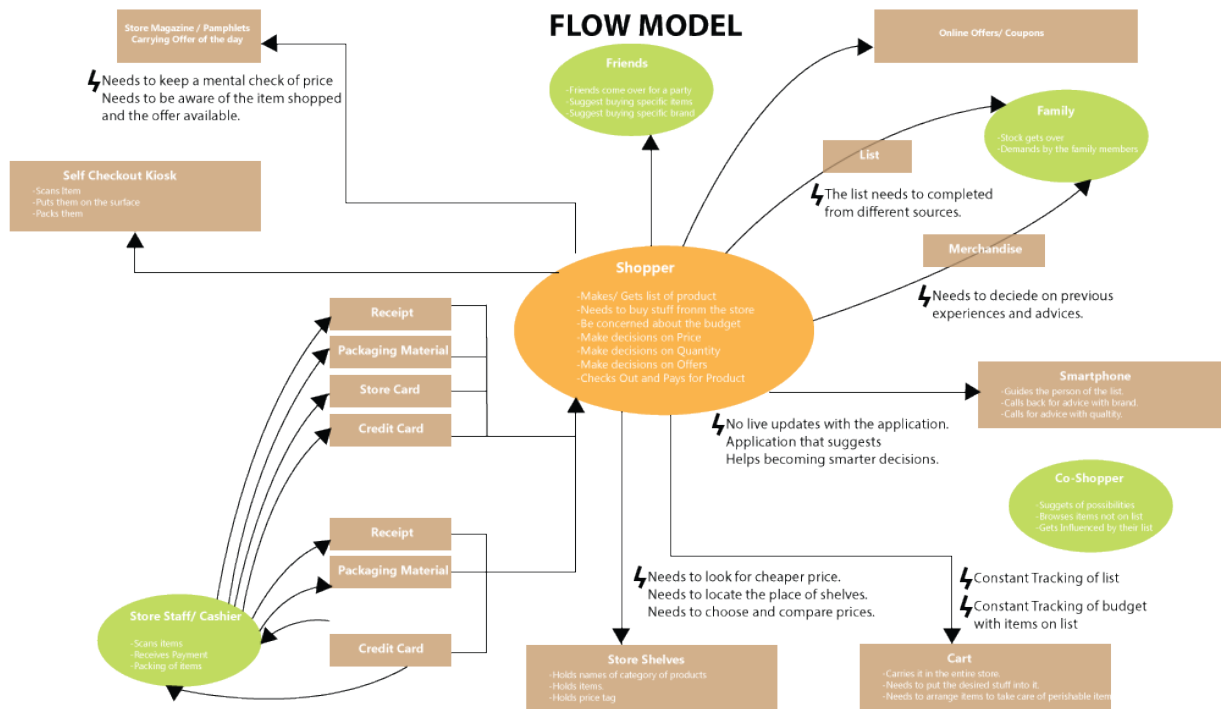 FLOW MODEL
Store Magazine / Pamphlets
Carrying Offer of the day
Needs to keep a mental check of price
Needs to be aware of the item shopped
and the offer available.
Friends
-Friends come over for a party
-Suggest buying specific items
-Suggest buying specific brand
Online Offers/ Coupons
Family
-Stock gets over
-Demands by the family members
List
The list needs to completed
from different sources.
Self Checkout Kiosk
-Scans Item
-Puts them on the surface
-Packs them
Merchandise
Needs to deciede on previous
experiences and advices.
Shopper
-Makes/ Gets list of product
-Needs to buy stuff fronm the store
-Be concerned about the budget
-Make decisions on Price
-Make decisions on Quantity
-Make decisions on Offers
-Checks Out and Pays for Product
Receipt
Packaging Material
Store Card
Credit Card
Smartphone
-Guides the person of the list.
-Calls back for advice with brand.
-Calls for advice with qualtity.
No live updates with the application.
Application that suggests
Helps becoming smarter decisions.
Co-Shopper
-Suggets of possibilities
-Browses items not on list
-Gets Influenced by their list
Receipt
Packaging Material
Credit Card
Store Staff/ Cashier
-Scans items
-Receives Payment
-Packing of items
Needs to look for cheaper price.
Needs to locate the place of shelves.
Needs to choose and compare prices.
Constant Tracking of list
Constant Tracking of budget
with items on list
Store Shelves
-Holds names of category of products
-Holds items.
-Holds price tag
Cart
-Carries it in the entire store.
-Needs to put the desired stuff into it.
-Needs to arrange items to take care of perishable item